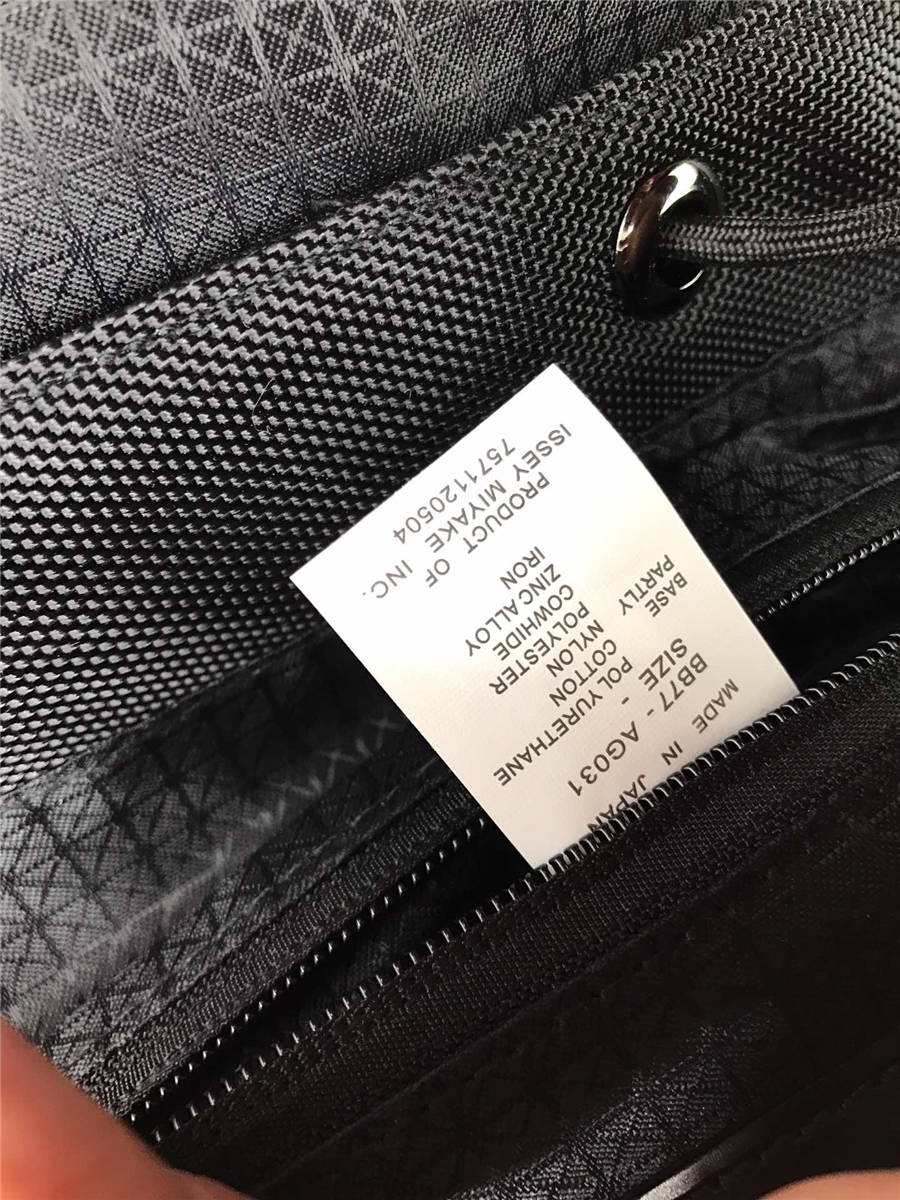 MADE IN JAPAN
BB77 - AG031
SIZE -
BASE POLYURETHANE
PARTLY COTTON
NYLON
POLYESTER
COWHIDE
ZINC ALLOY
IRON
PRODUCT OF
ISSEY MIYAKE INC.
757120504